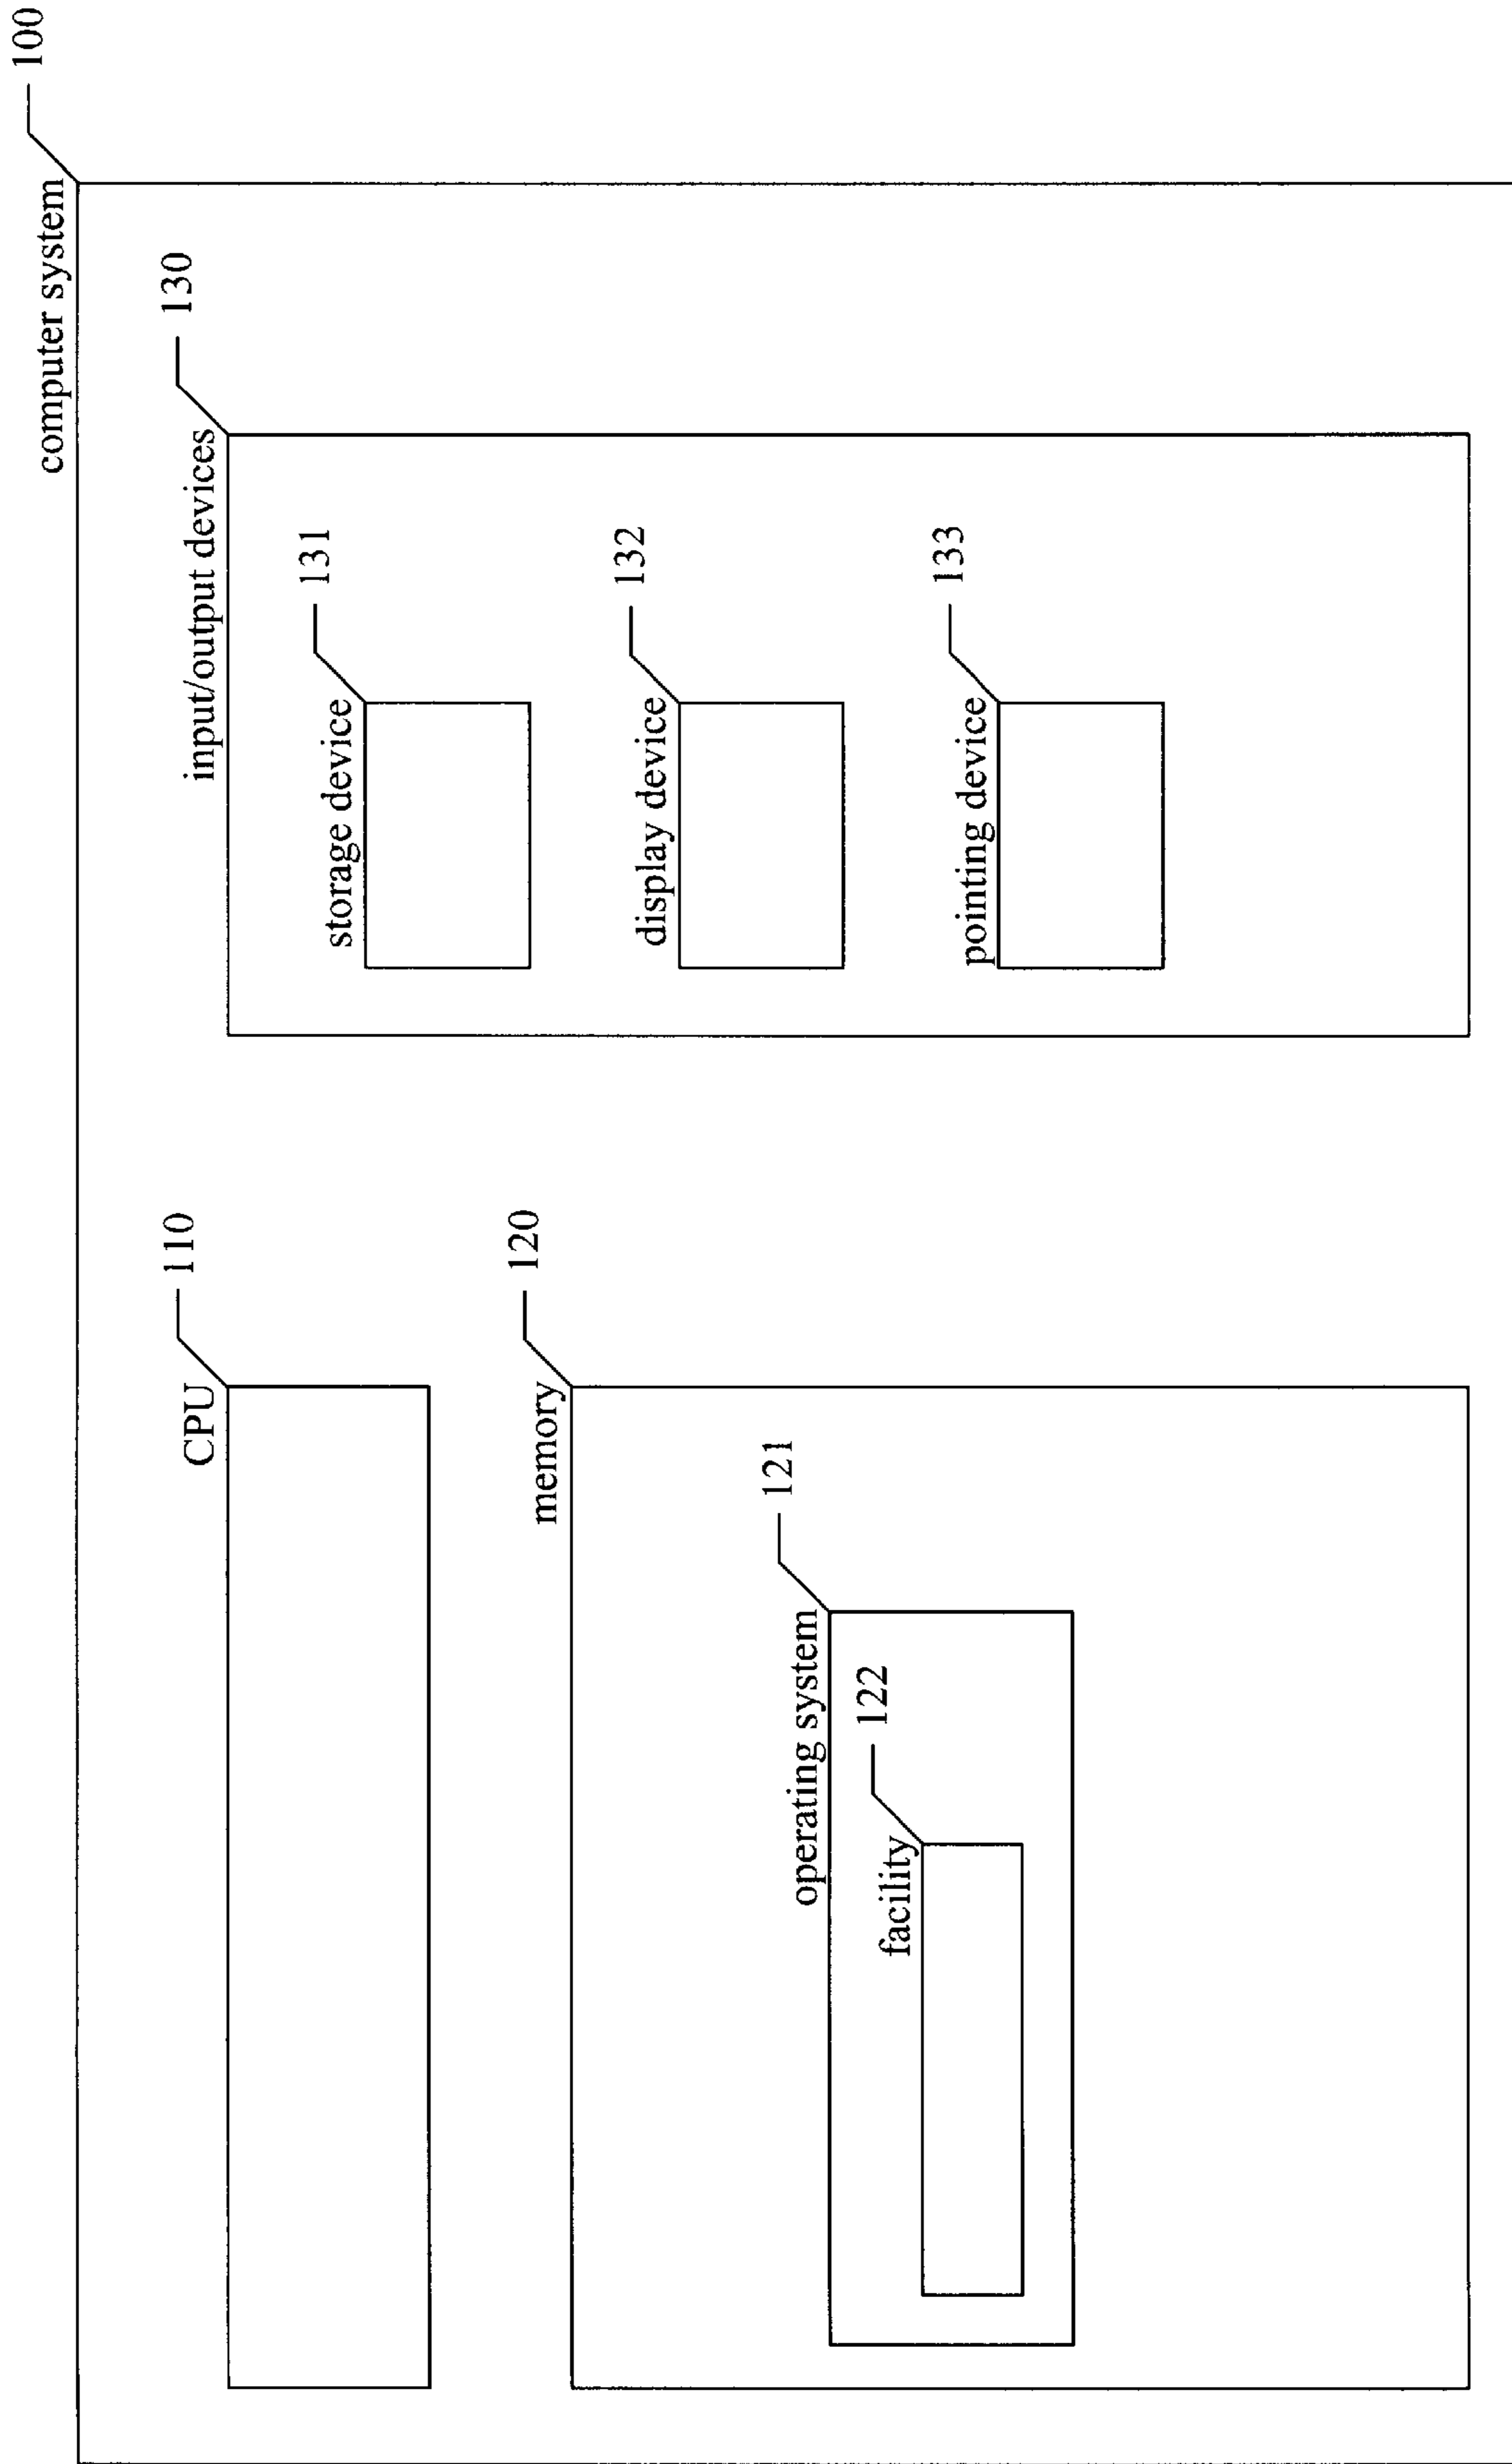 computer system
100
CPU
110
input/output devices
130
storage device
131
memory
120
display device
132
operating system
121
facility
122
pointing device
133